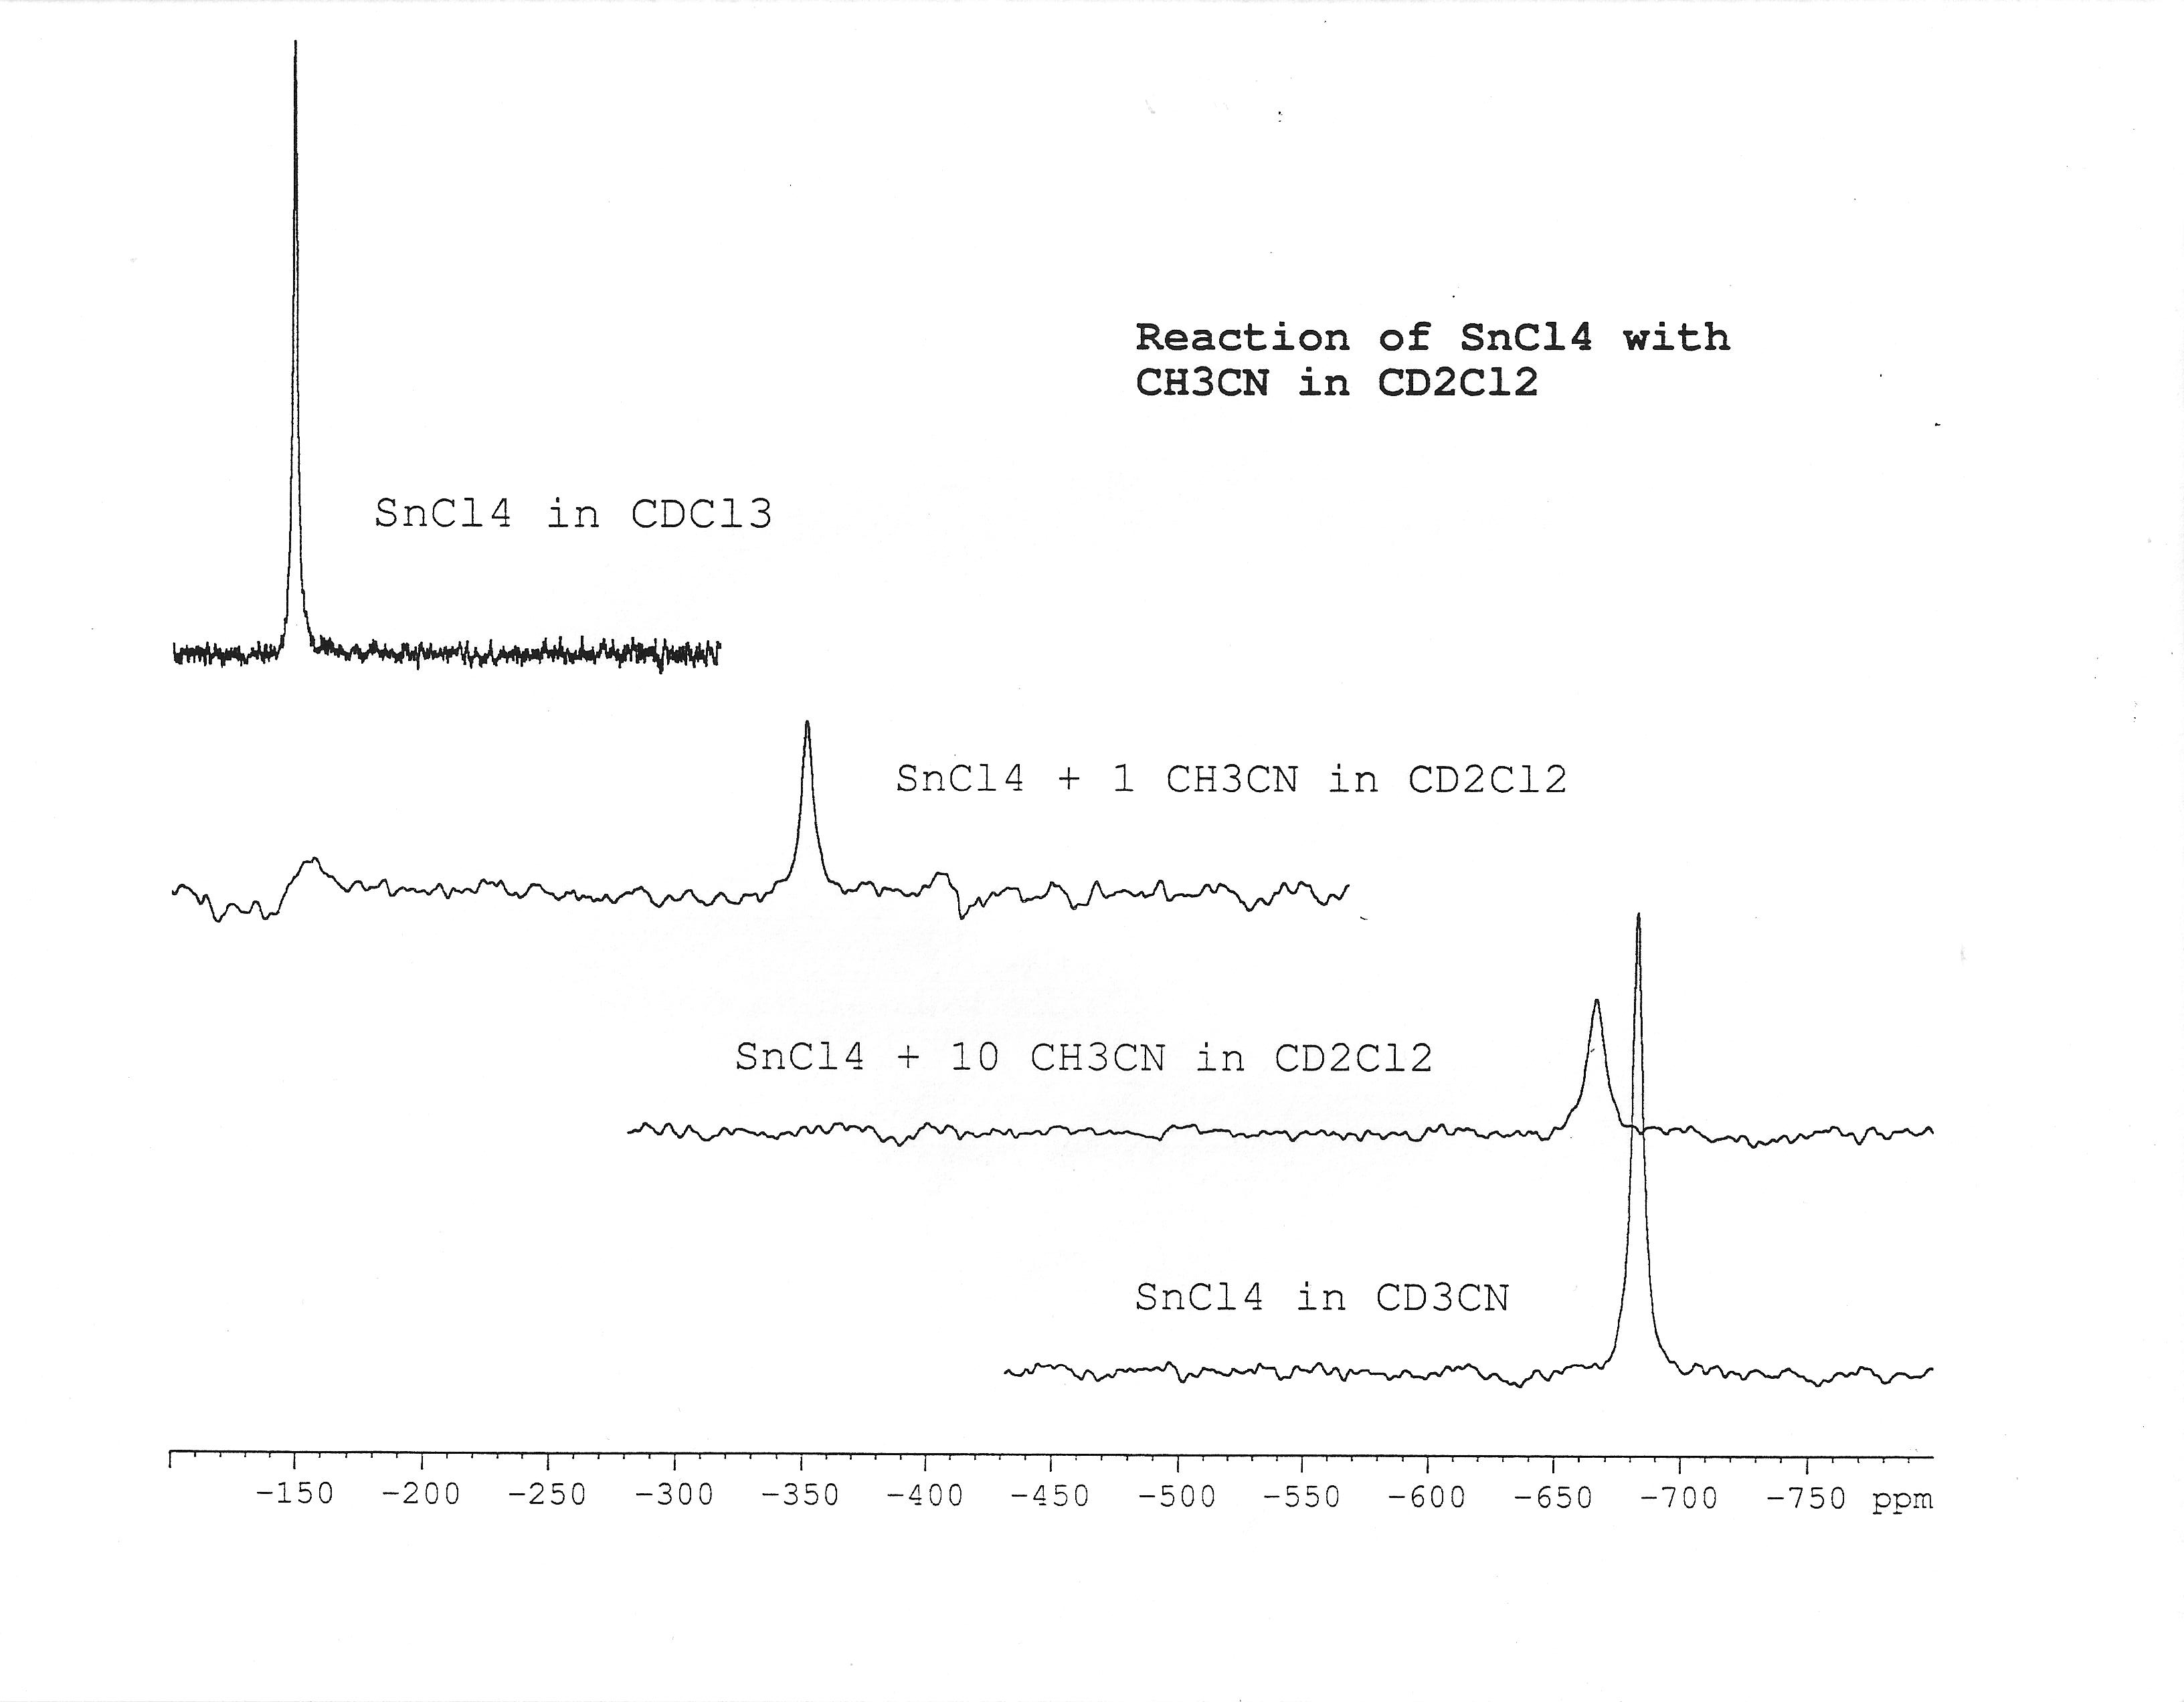 Reaction of SnCl4 with
CH3CN in CD2Cl2
SnCl4 in CDCl3
SnCl4 + 1 CH3CN in CD2Cl2
SnCl4 + 10 CH3CN in CD2Cl2
SnCl4 in CD3CN
-150 -200 -250 -300 -350 -400 -450 -500 -550 -600 -650 -700 -750 ppm